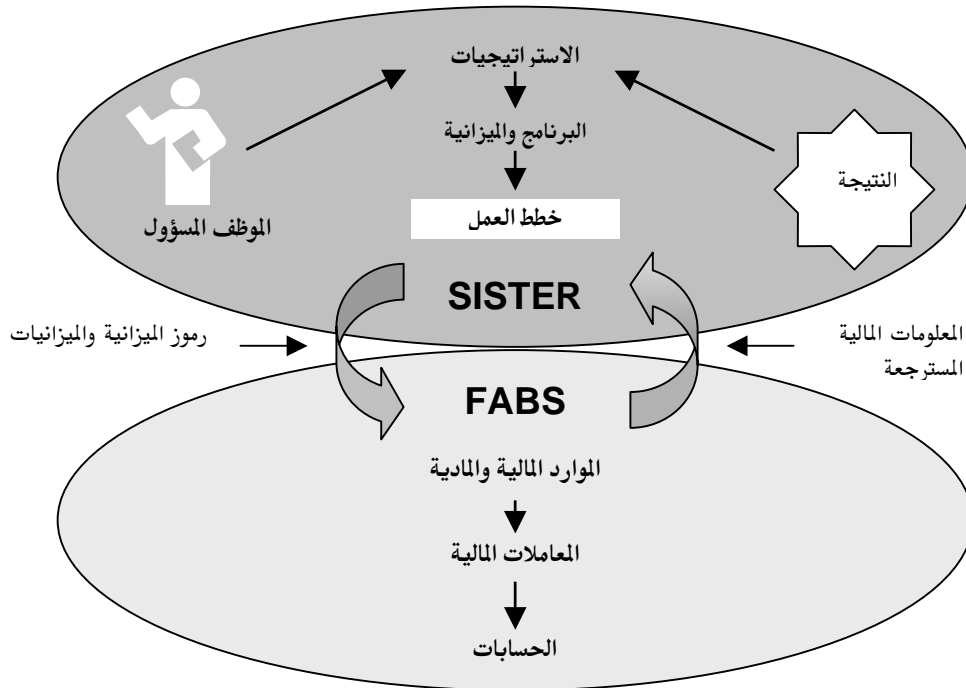 الاستراتيجيات
البرنامج والميزانية
النتيجة
خطط العمل
الموظف المسؤول
SISTER
المعلومات المالية
المسترجعة
رموز الميزانية والميزانيات
FABS
الموارد المالية والمادية
المعاملات المالية
الحسابات